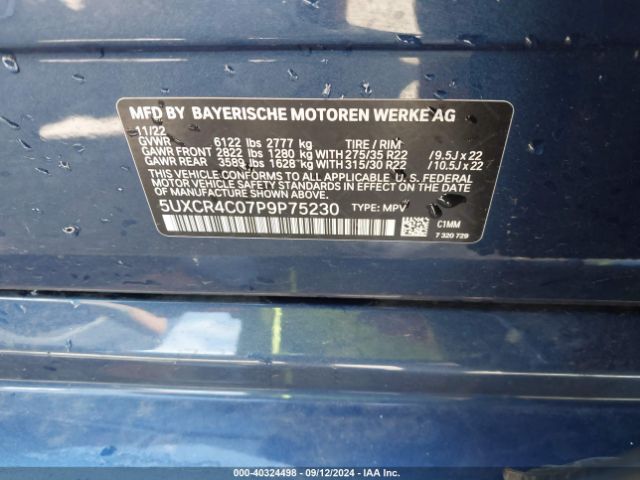 MFD BY BAYERISCHE MOTOREN WERKE AG
11/22
GVWR 6122 lbs 2777 kg TIRE / RIM
GAWR FRONT 2822 lbs 1280 kg WITH 275/35 R22 /9.5J x 22
GAWR REAR 3589 lbs 1628 kg WITH 315/30 R22 /10.5J x 22
THIS VEHICLE CONFORMS TO ALL APPLICABLE U. S. FEDERAL
MOTOR VEHICLE SAFETY STANDARDS IN EFFECT ON THE DATE
OF MANUFACTURE SHOWN ABOVE.
5UXCR4C07P9P75230 TYPE: MPV C1MM
7 320 729
000-40324498 - 09/12/2024 - IAA Inc.